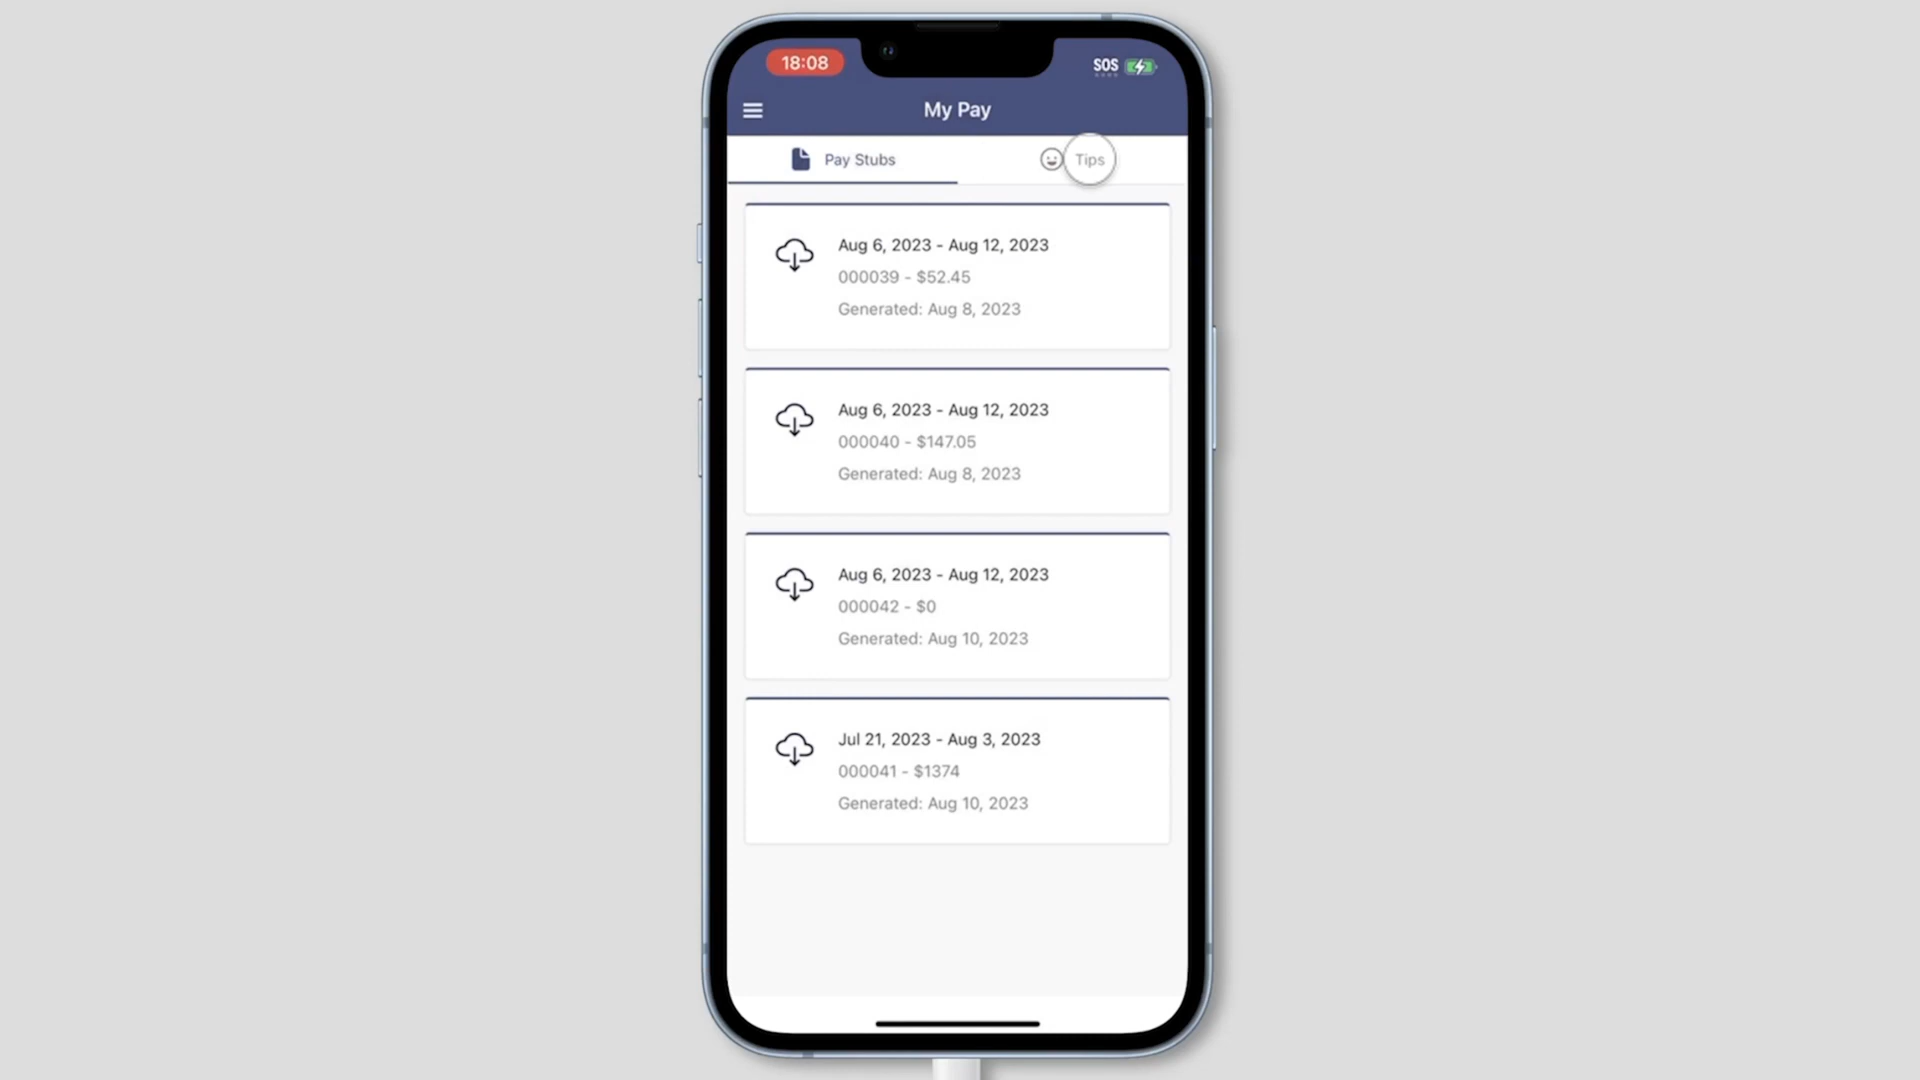 18:08
SOS
My Pay
Pay Stubs
Tips
Aug 6, 2023 - Aug 12, 2023
000039 - $52.45
Generated: Aug 8, 2023
Aug 6, 2023 - Aug 12, 2023
000040 - $147.05
Generated: Aug 8, 2023
Aug 6, 2023 - Aug 12, 2023
000042 - $0
Generated: Aug 10, 2023
Jul 21, 2023 - Aug 3, 2023
000041 - $1374
Generated: Aug 10, 2023